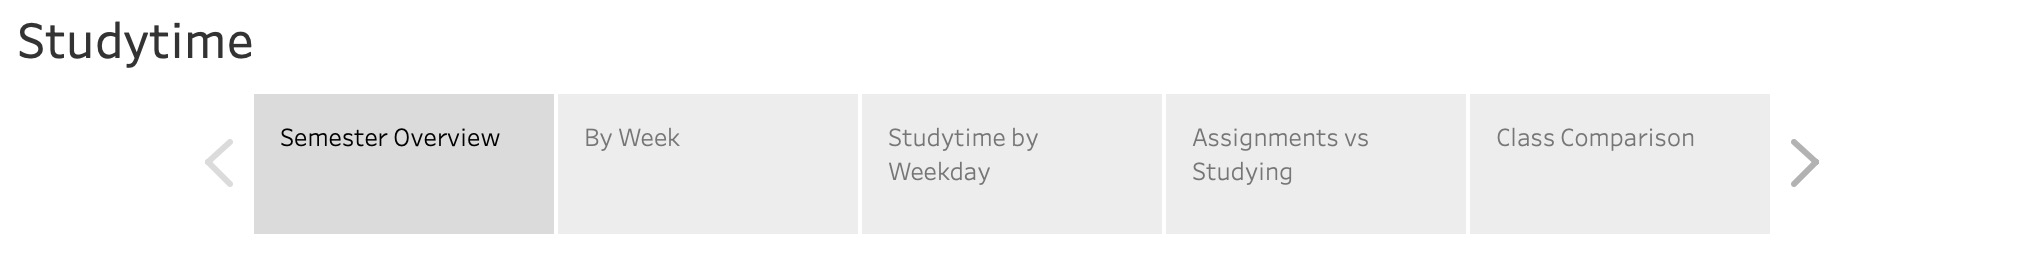 Studytime
Semester Overview
By Week
Studytime by
Weekday
Assignments vs
Studying
Class Comparison